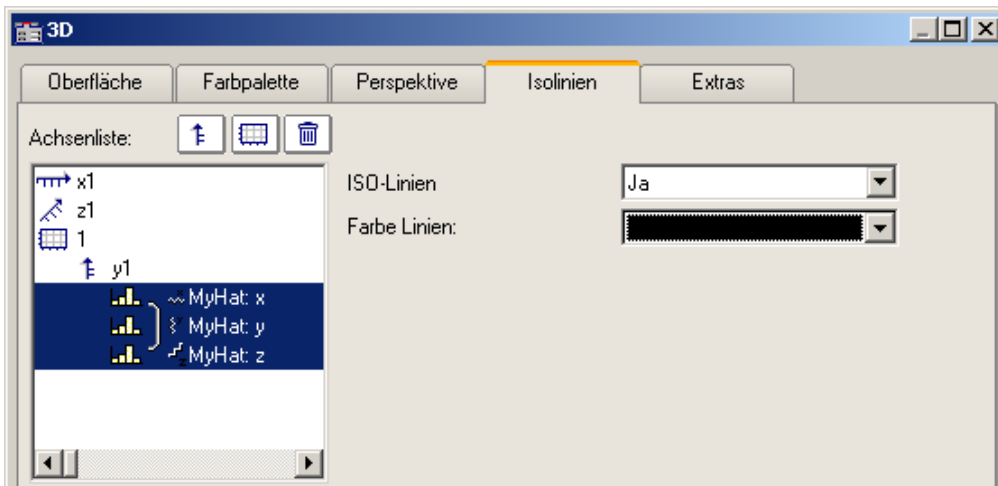 3D
Oberfläche Farbpalette Perspektive Isolinien Extras
Achsenliste:
x1
z1
1
y1
MyHat: x
MyHat: y
MyHat: z
ISO-Linien Ja
Farbe Linien: